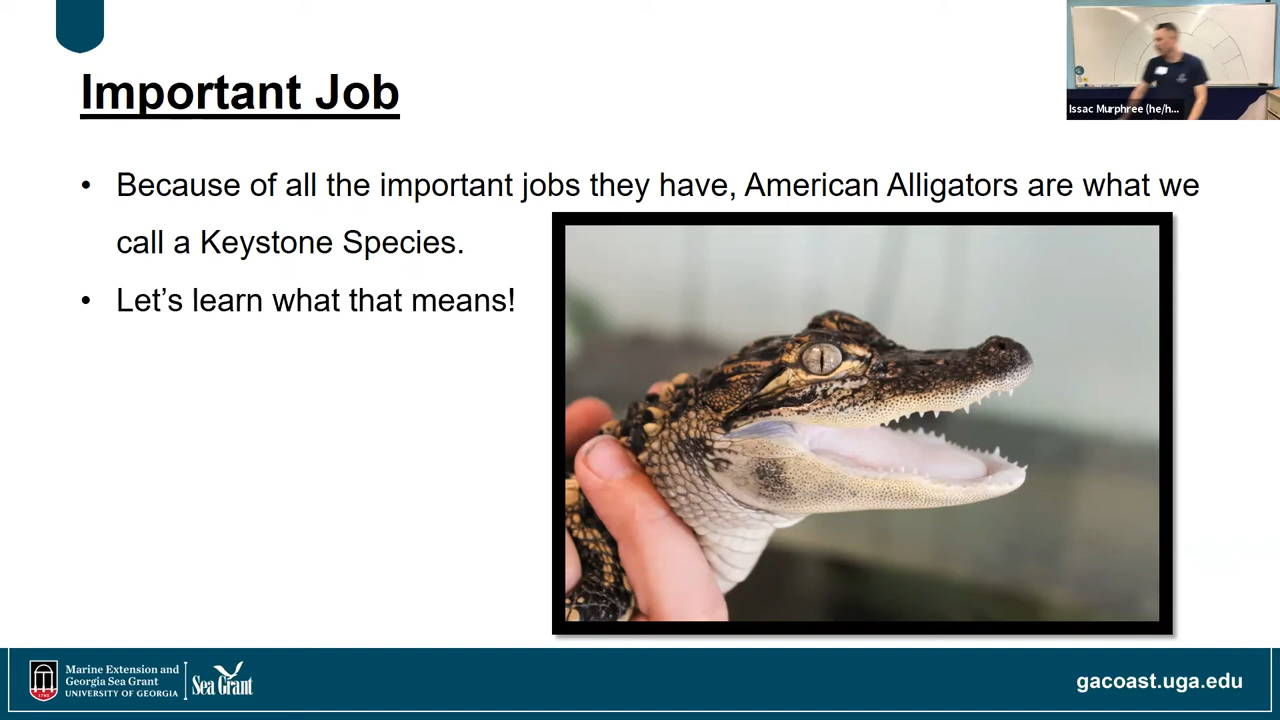 Important Job
• Because of all the important jobs they have, American Alligators are what we
call a Keystone Species.
• Let’s learn what that means!
Issac Murphree (he/h...
Marine Extension and
Georgia Sea Grant
UNIVERSITY OF GEORGIA
Sea Grant
gacoast.uga.edu
1785